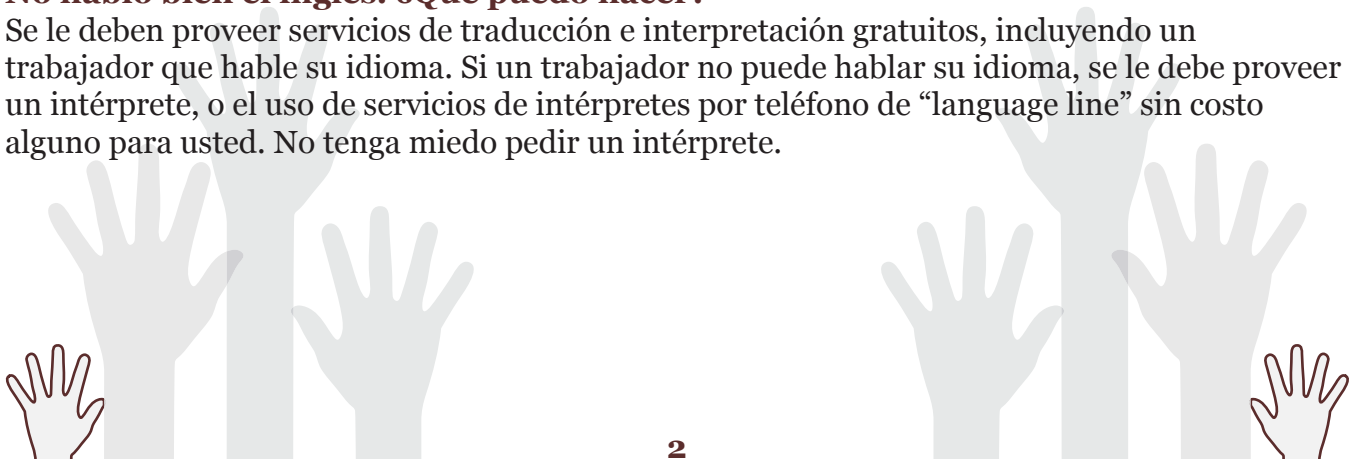 No hablo bien el inglés. ¿Qué puedo hacer?
Se le deben proveer servicios de traducción e interpretación gratuitos, incluyendo un
trabajador que hable su idioma. Si un trabajador no puede hablar su idioma, se le debe proveer
un intérprete, o el uso de servicios de intérpretes por teléfono de “language line” sin costo
alguno para usted. No tenga miedo pedir un intérprete.
2